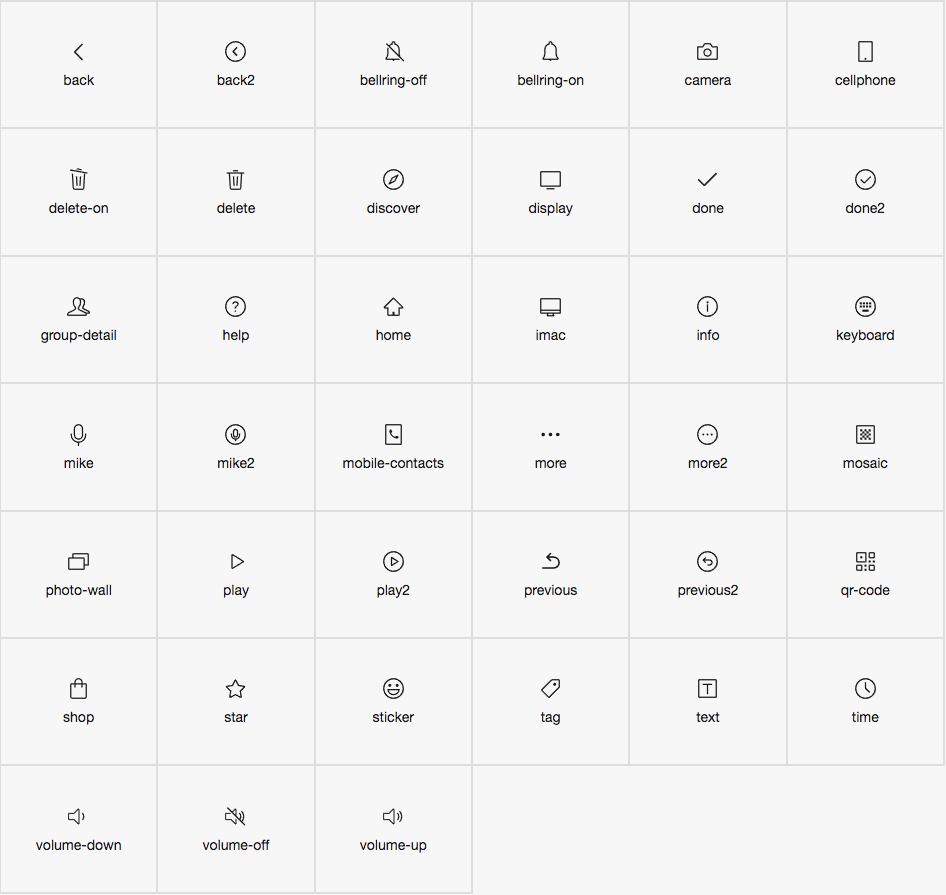 back
back2
bellring-off
bellring-on
camera
cellphone
delete-on
delete
discover
display
done
done2
group-detail
help
home
imac
info
keyboard
mike
mike2
mobile-contacts
more
more2
mosaic
photo-wall
play
play2
previous
previous2
qr-code
shop
star
sticker
tag
text
time
volume-down
volume-off
volume-up